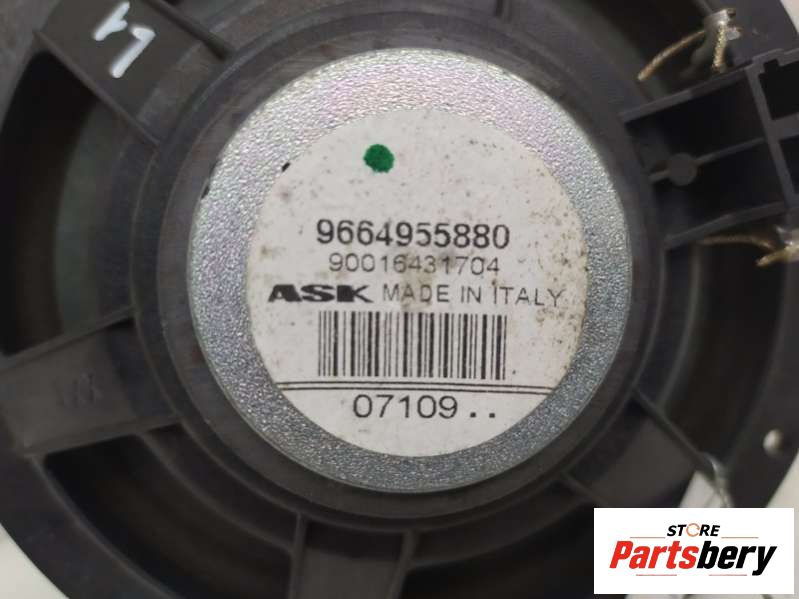 9664955880
90016431704
ASK MADE IN ITALY
07109..
STORE
Partsbery